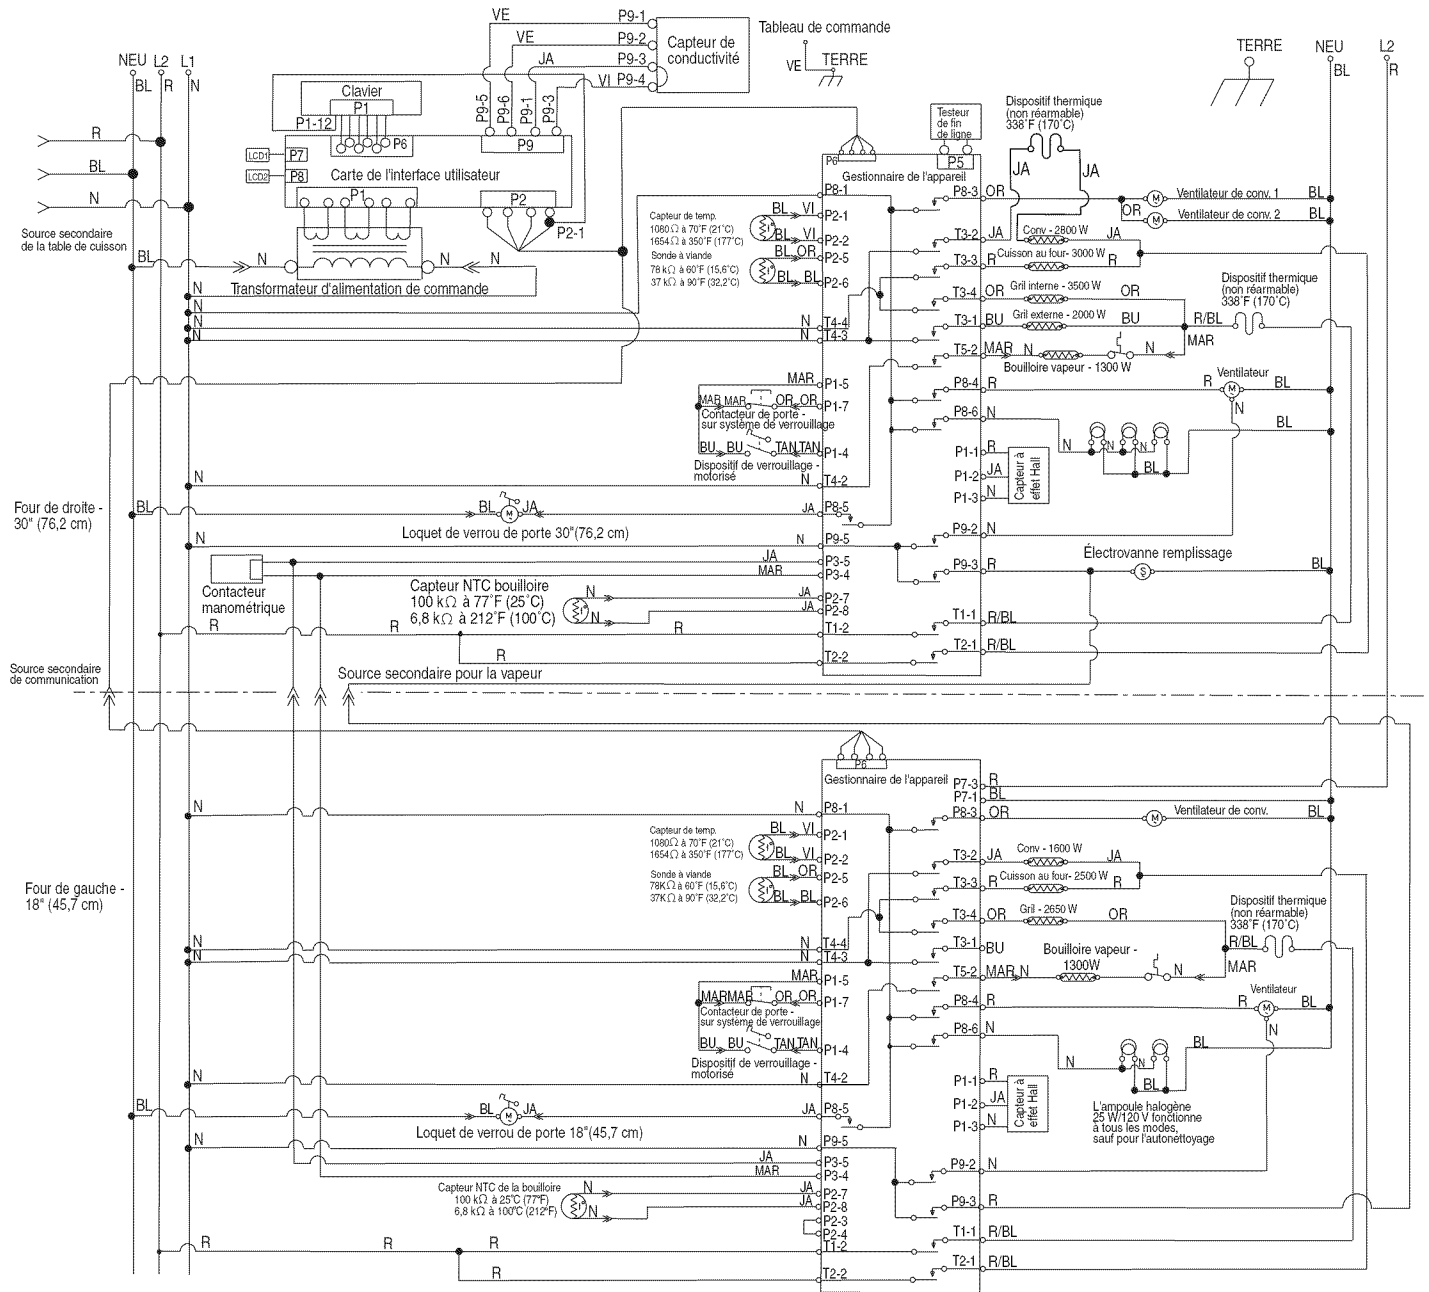 NEU L2 L1
BL R N
R
BL
N
Source secondaire
de la table de cuisson
VE P9-1
VE P9-2
JA P9-3
VI P9-4
Capteur de
conductivité
Tableau de commande
VE TERRE
P9-5 P9-6 P9-1 P9-3
Clavier
P1
P1-12
P6
P9
LCD1 P7
LCD2 P8
Carte de l'interface utilisateur
P1
P2
P2-1
N N N
Transformateur d'alimentation de commande
TERRE NEU L2
BL R
Testeur
de fin
de ligne
P5
P6
Gestionnaire de l'appareil
Dispositif thermique
(non réarmable)
338˚F (170˚C)
JA JA
P8-1
P8-3 OR
OR
Ventilateur de conv. 1 BL
Ventilateur de conv. 2 BL
Capteur de temp.
1080Ω à 70˚F (21˚C)
1654Ω à 350˚F (177˚C)
BL VI P2-1
BL VI P2-2
Sonde à viande
78 kΩ à 60˚F (15,6˚C)
37 kΩ à 90˚F (32,2˚C)
BL OR P2-5
BL BL P2-6
T3-2 JA Conv - 2800 W JA
T3-3 R Cuisson au four- 3000 W R
T3-4 OR Gril interne - 3500 W OR
T3-1 BU Gril externe - 2000 W BU
R/BL
MAR
Dispositif thermique
(non réarmable)
338˚F (170˚C)
N
N
N
N
N T4-4
N T4-3
T5-2 MAR N N
Bouilloire vapeur - 1300 W
MAR P1-5
MAR MAR OR OR P1-7
Contacteur de porte -
sur système de verrouillage
BU BU TAN TAN P1-4
Dispositif de verrouillage -
motorisé
P8-4 R R Ventilateur BL
N
P8-6 N
N N N BL
BL
P1-1 R
P1-2 JA
P1-3 N
Capteur à
effet Hall
N N T4-2
Four de droite -
30" (76,2 cm)
BL BL JA JA P8-5
Loquet de verrou de porte 30"(76,2 cm)
N N P9-5
P9-2 N
JA P3-5
MAR P3-4
Contacteur
manométrique
P9-3 R Électrovanne remplissage BL
Capteur NTC bouilloire
100 kΩ à 77˚F (25˚C)
6,8 kΩ à 212˚F (100˚C)
N JA P2-7
N JA P2-8
R R R T1-2
R T2-2
T1-1 R/BL
T2-1 R/BL
Source secondaire
de communication
Source secondaire pour la vapeur
P6
Gestionnaire de l'appareil
P7-3 R
P7-1 BL
N N P8-1
P8-3 OR Ventilateur de conv. BL
Capteur de temp.
1080Ω à 70˚F (21˚C)
1654Ω à 350˚F (177˚C)
BL VI P2-1
BL VI P2-2
Sonde à viande
78KΩ à 60˚F (15,6˚C)
37KΩ à 90˚F (32,2˚C)
BL OR P2-5
BL BL P2-6
T3-2 JA Conv - 1600 W JA
T3-3 R Cuisson au four- 2500 W R
T3-4 OR Gril - 2650 W OR
Four de gauche -
18" (45,7 cm)
Dispositif thermique
(non réarmable)
338˚F (170˚C)
R/BL
MAR
N N T4-4
N N T4-3
T3-1 BU
Bouilloire vapeur -
1300W
T5-2 MAR N N
MAR P1-5
MAR MAR OR OR P1-7
Contacteur de porte -
sur système de verrouillage
BU BU TAN TAN P1-4
Dispositif de verrouillage -
motorisé
P8-4 R R Ventilateur BL
N
P8-6 N
N N BL
BL
P1-1 R
P1-2 JA
P1-3 N
Capteur à
effet Hall
L'ampoule halogène
25 W/120 V fonctionne
à tous les modes,
sauf pour l'autonettoyage
N N T4-2
BL BL JA JA P8-5
Loquet de verrou de porte 18"(45,7 cm)
N N P9-5
JA P3-5
MAR P3-4
P9-2 N
Capteur NTC de la bouilloire
100 kΩ à 25°C (77°F)
6,8 kΩ à 100°C (212°F)
N JA P2-7
N JA P2-8
P2-3
P2-4
P9-3 R
R R R T1-2
R T2-2
T1-1 R/BL
T2-1 R/BL